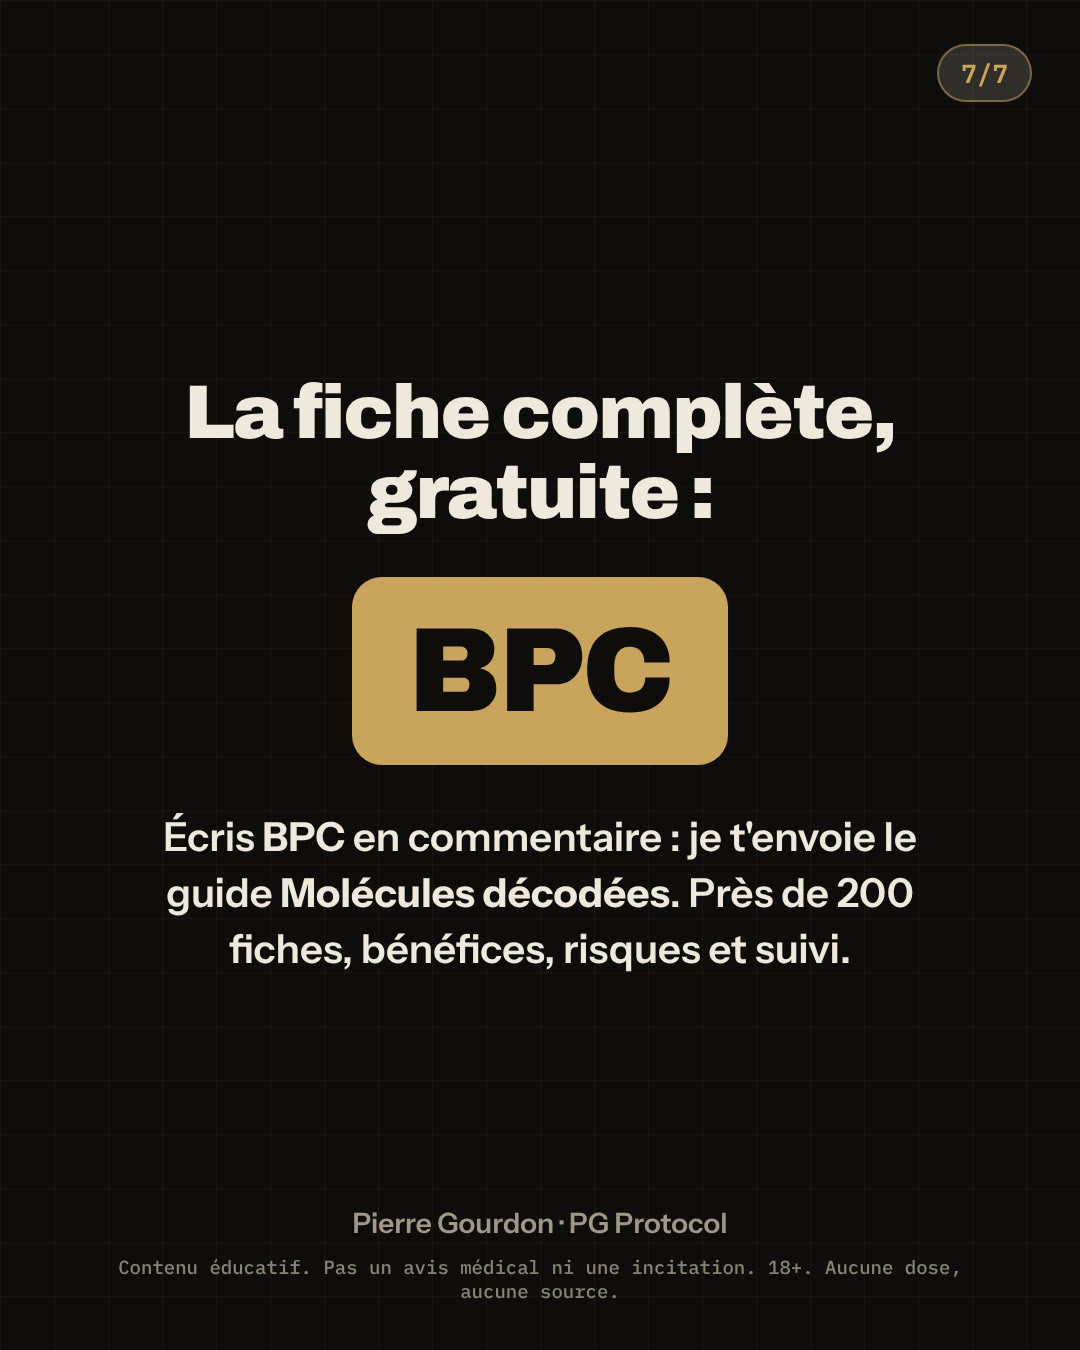 7/7
La fiche complète,
gratuite :
BPC
Écris BPC en commentaire : je t'envoie le
guide Molécules décodées. Près de 200
fiches, bénéfices, risques et suivi.
Pierre Gourdon · PG Protocol
Contenu éducatif. Pas un avis médical ni une incitation. 18+. Aucune dose,
aucune source.